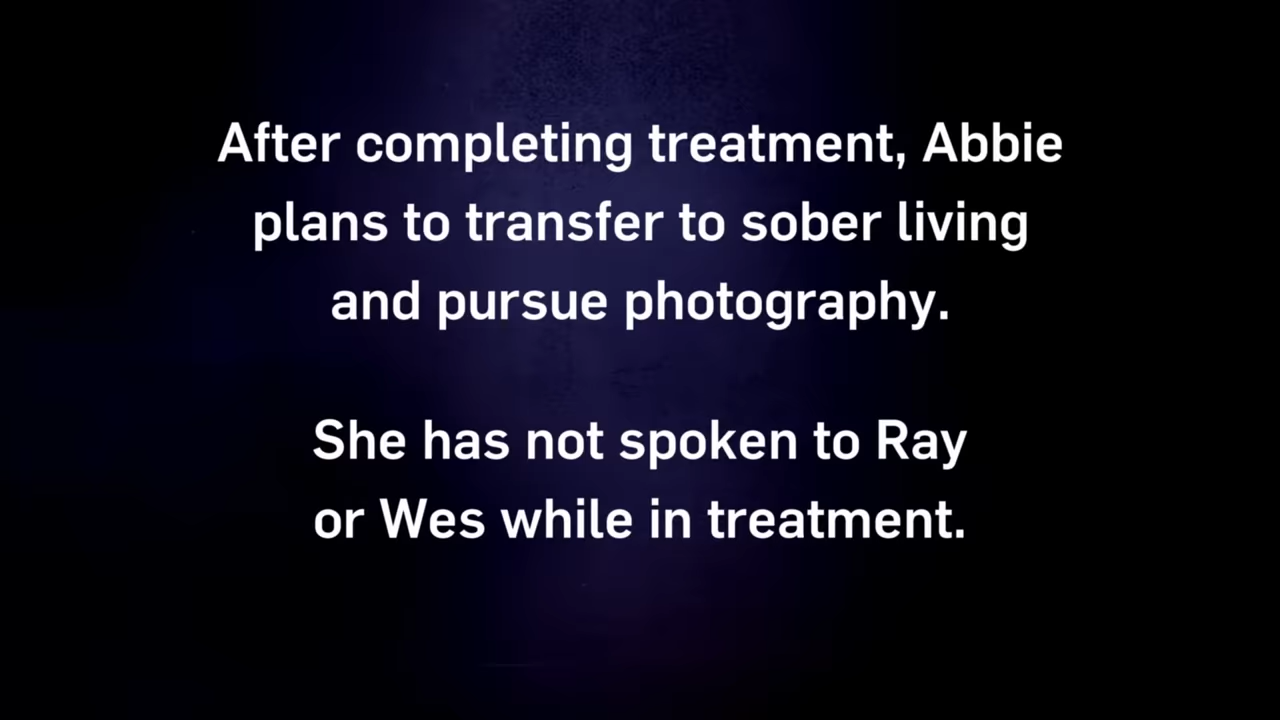 After completing treatment, Abbie
plans to transfer to sober living
and pursue photography.
She has not spoken to Ray
or Wes while in treatment.